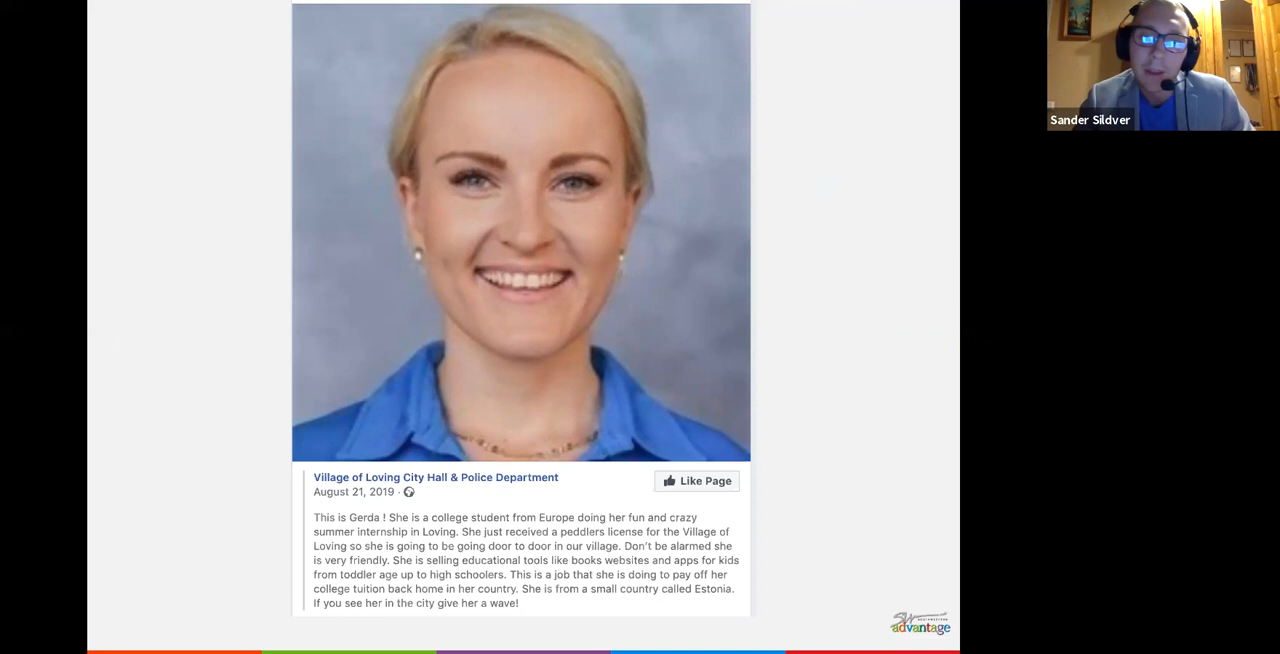 Sander Sildver
Village of Loving City Hall & Police Department
August 21, 2019 ·
Like Page
This is Gerda ! She is a college student from Europe doing her fun and crazy
summer internship in Loving. She just received a peddlers license for the Village of
Loving so she is going to be going door to door in our village. Don't be alarmed she
is very friendly. She is selling educational tools like books websites and apps for kids
from toddler age up to high schoolers. This is a job that she is doing to pay off her
college tuition back home in her country. She is from a small country called Estonia.
If you see her in the city give her a wave!
SW
advantage